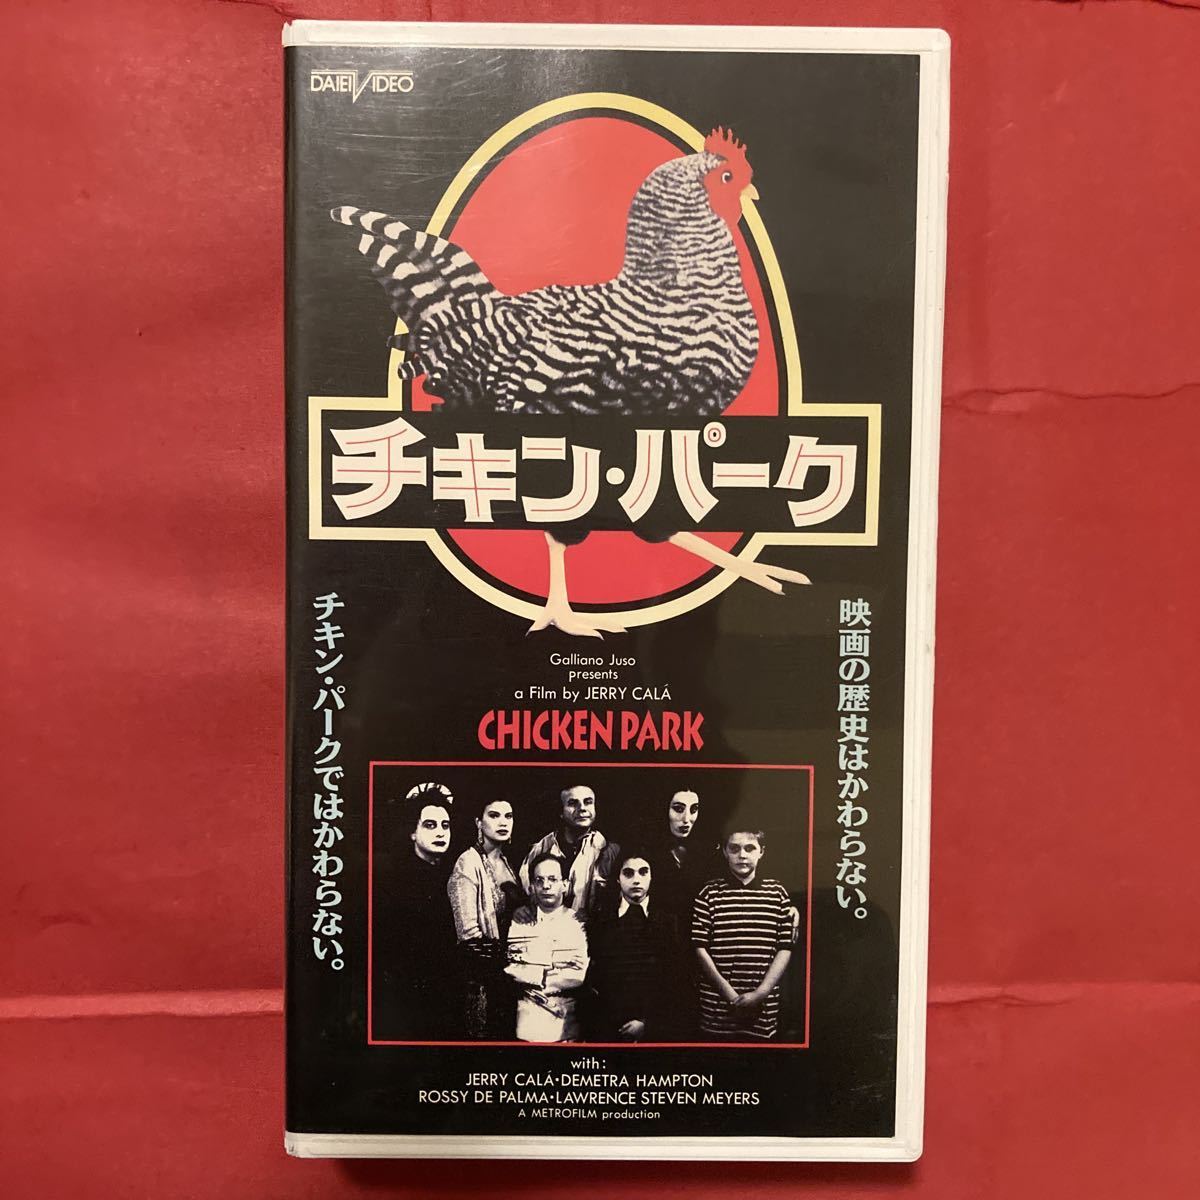 DAIEI VIDEO
チキン・パーク
映画の歴史はかわらない。
チキン・パークではかわらない。
Galliano Juso
presents
a Film by JERRY CALÁ
CHICKEN PARK
with:
JERRY CALÁ・DEMETRA HAMPTON
ROSSY DE PALMA・LAWRENCE STEVEN MEYERS
A METROFILM production